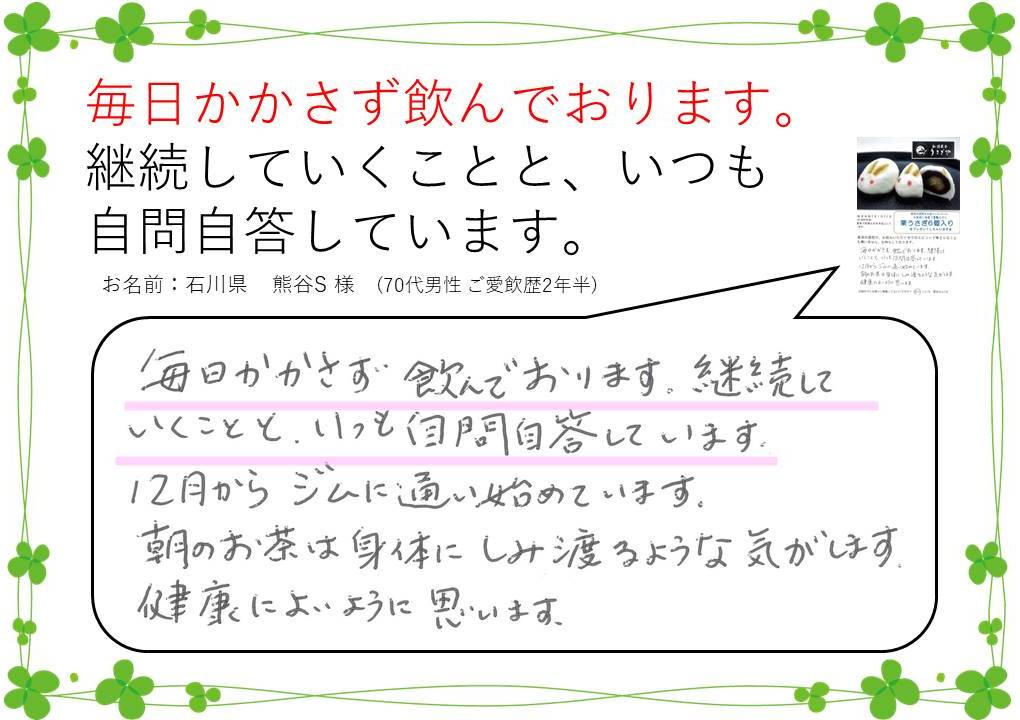 毎日かかさず飲んでおります。
継続していくことと、いつも
自問自答しています。
お名前：石川県　熊谷S 様　(70代男性 ご愛飲歴2年半)
うさぎや
栗うさぎ6個入り
毎日かかさず飲んでおります。継続して
いくことと、いつも自問自答しています。
12月からジムに通い始めています。
朝のお茶は身体にしみ渡るような気がします。
健康によいように思います。